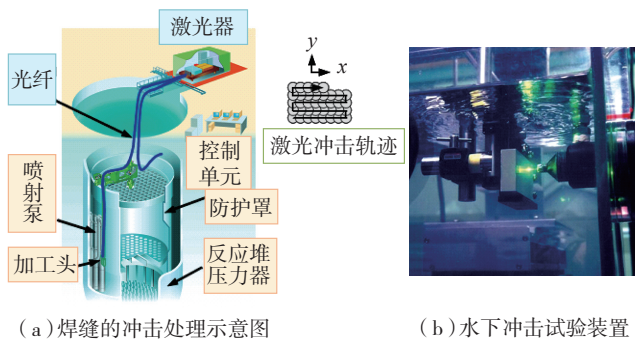 激光器
光纤
y
x
激光冲击轨迹
控制
单元
喷
射
泵
防护罩
加工头
反应堆
压力器
(a)焊缝的冲击处理示意图
(b)水下冲击试验装置